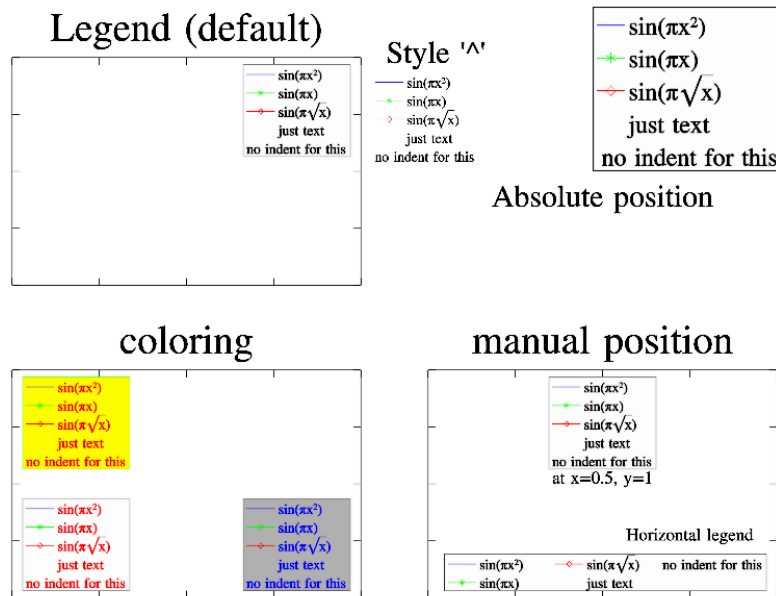 Legend (default)
sin(πx²)
sin(πx)
sin(π√x)
just text
no indent for this
Style '^'
sin(πx²)
sin(πx)
sin(π√x)
just text
no indent for this
sin(πx²)
sin(πx)
sin(π√x)
just text
no indent for this
Absolute position
coloring
sin(πx²)
sin(πx)
sin(π√x)
just text
no indent for this
sin(πx²)
sin(πx)
sin(π√x)
just text
no indent for this
sin(πx²)
sin(πx)
sin(π√x)
just text
no indent for this
manual position
sin(πx²)
sin(πx)
sin(π√x)
just text
no indent for this
at x=0.5, y=1
Horizontal legend
sin(πx²) sin(π√x) no indent for this
sin(πx) just text